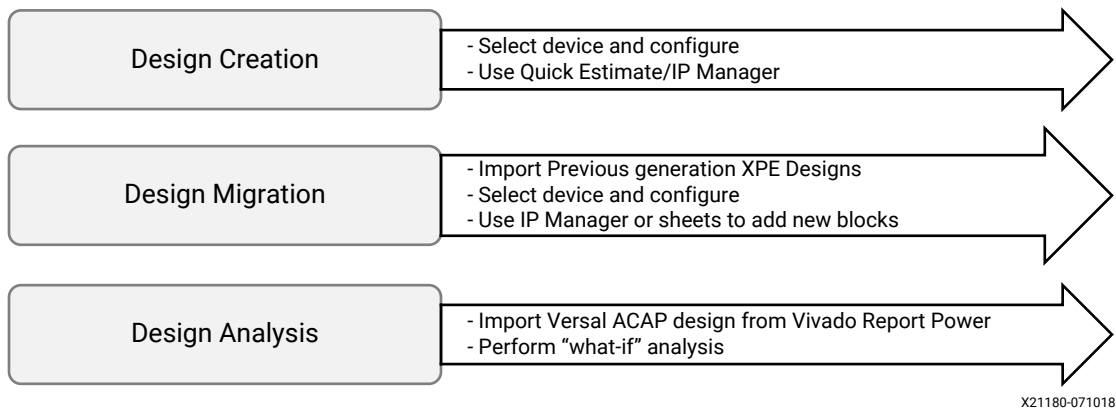 Design Creation
- Select device and configure
- Use Quick Estimate/IP Manager
Design Migration
- Import Previous generation XPE Designs
- Select device and configure
- Use IP Manager or sheets to add new blocks
Design Analysis
- Import Versal ACAP design from Vivado Report Power
- Perform “what-if” analysis
X21180-071018